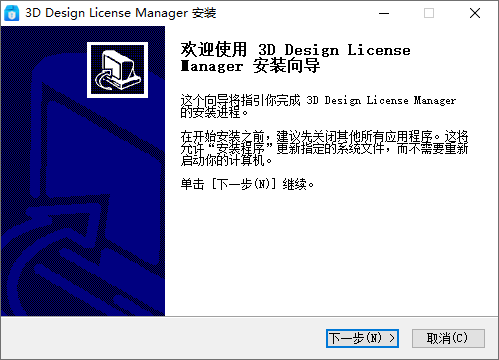 3D Design License Manager 安装
欢迎使用 3D Design License
Manager 安装向导
这个向导将指引你完成 3D Design License Manager
的安装进程。
在开始安装之前，建议先关闭其他所有应用程序。这将
允许“安装程序”更新指定的系统文件，而不需要重新
启动你的计算机。
单击 [下一步(N)] 继续。
下一步(N) >
取消(C)